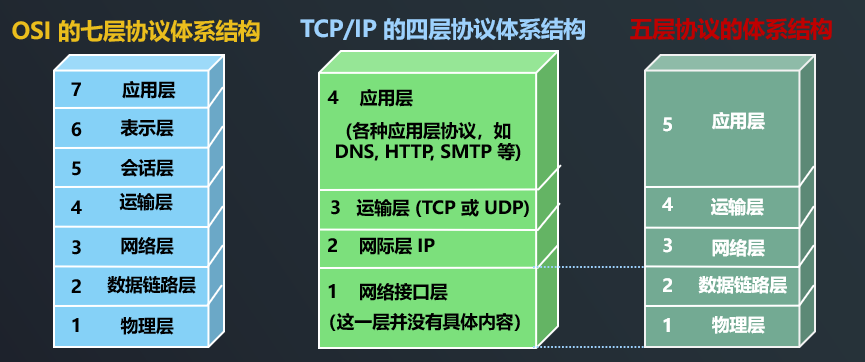 OSI 的七层协议体系结构
7 应用层
6 表示层
5 会话层
4 运输层
3 网络层
2 数据链路层
1 物理层
TCP/IP 的四层协议体系结构
4 应用层
(各种应用层协议，如
DNS, HTTP, SMTP 等)
3 运输层 (TCP 或 UDP)
2 网际层 IP
1 网络接口层
(这一层并没有具体内容)
五层协议的体系结构
5 应用层
4 运输层
3 网络层
2 数据链路层
1 物理层